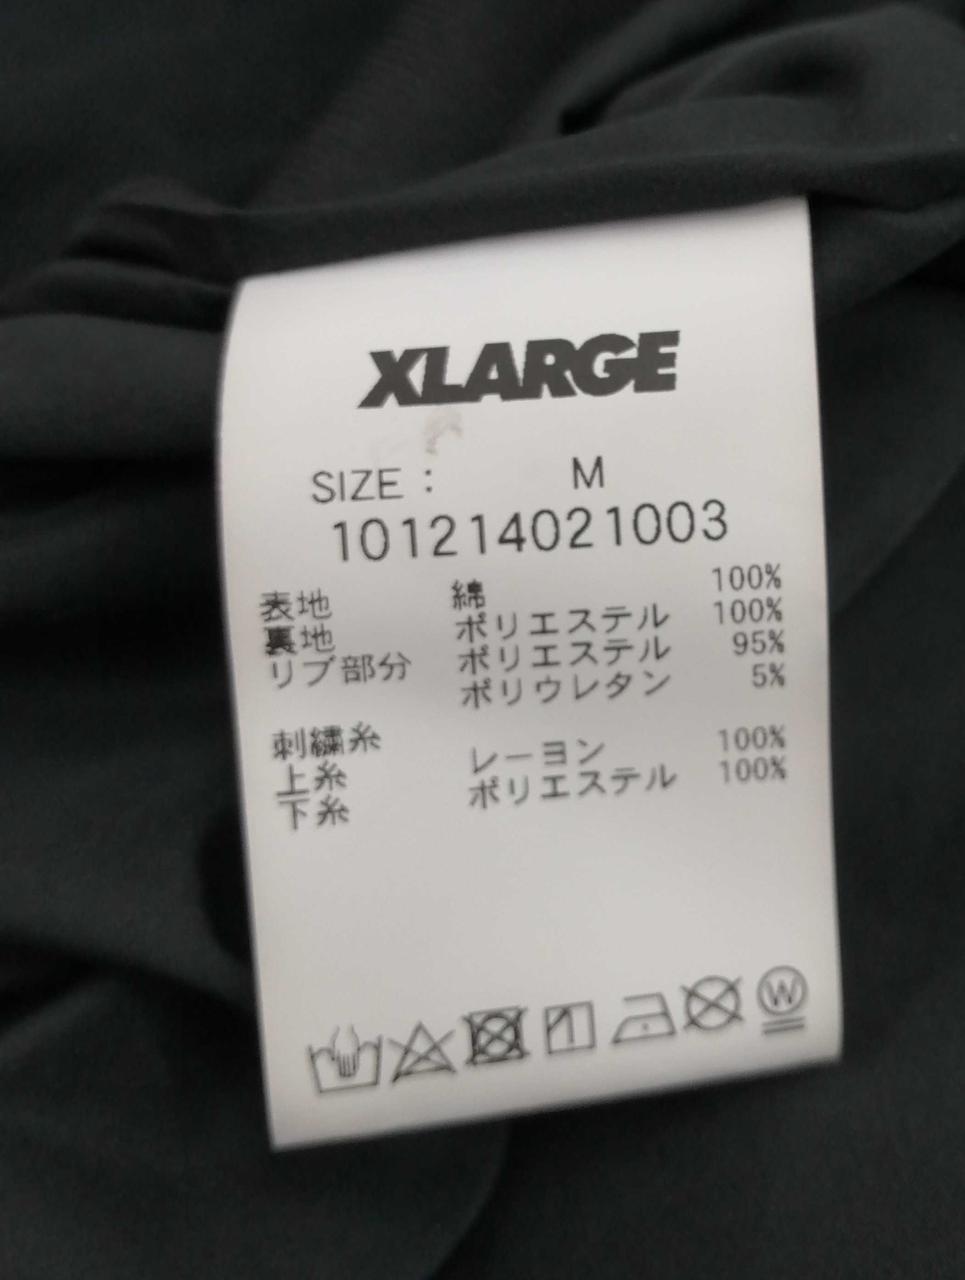 XLARGE
SIZE： M
101214021003
表地 綿 100%
裏地 ポリエステル 100%
リブ部分 ポリエステル 95%
ポリウレタン 5%
刺繍糸
上糸 レーヨン 100%
下糸 ポリエステル 100%
W